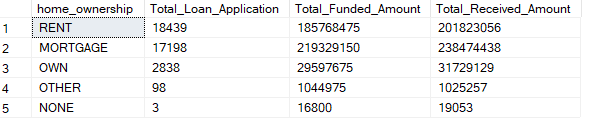 home_ownership Total_Loan_Application Total_Funded_Amount Total_Received_Amount
1 RENT 18439 185768475 201823056
2 MORTGAGE 17198 219329150 238474438
3 OWN 2838 29597675 31729129
4 OTHER 98 1044975 1025257
5 NONE 3 16800 19053